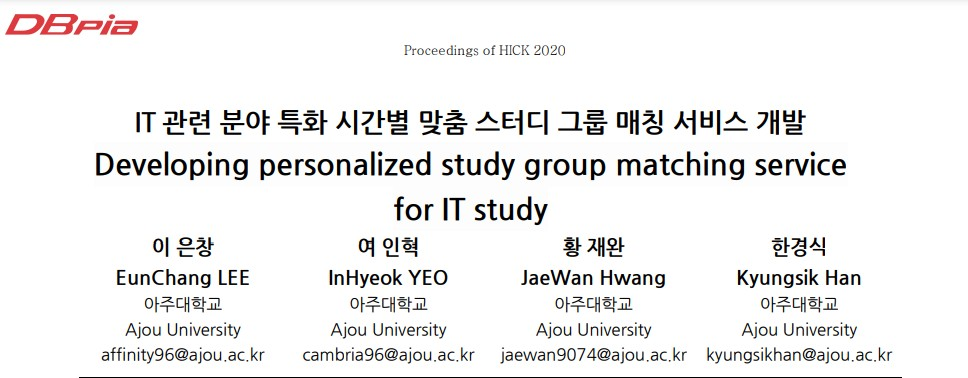 DBpia
Proceedings of HICK 2020
IT 관련 분야 특화 시간별 맞춤 스터디 그룹 매칭 서비스 개발
Developing personalized study group matching service
for IT study
이 은창 여 인혁 황 재완 한경식
EunChang LEE InHyeok YEO JaeWan Hwang Kyungsik Han
아주대학교 아주대학교 아주대학교 아주대학교
Ajou University Ajou University Ajou University Ajou University
affinity96@ajou.ac.kr cambria96@ajou.ac.kr jaewan9074@ajou.ac.kr kyungsikhan@ajou.ac.kr